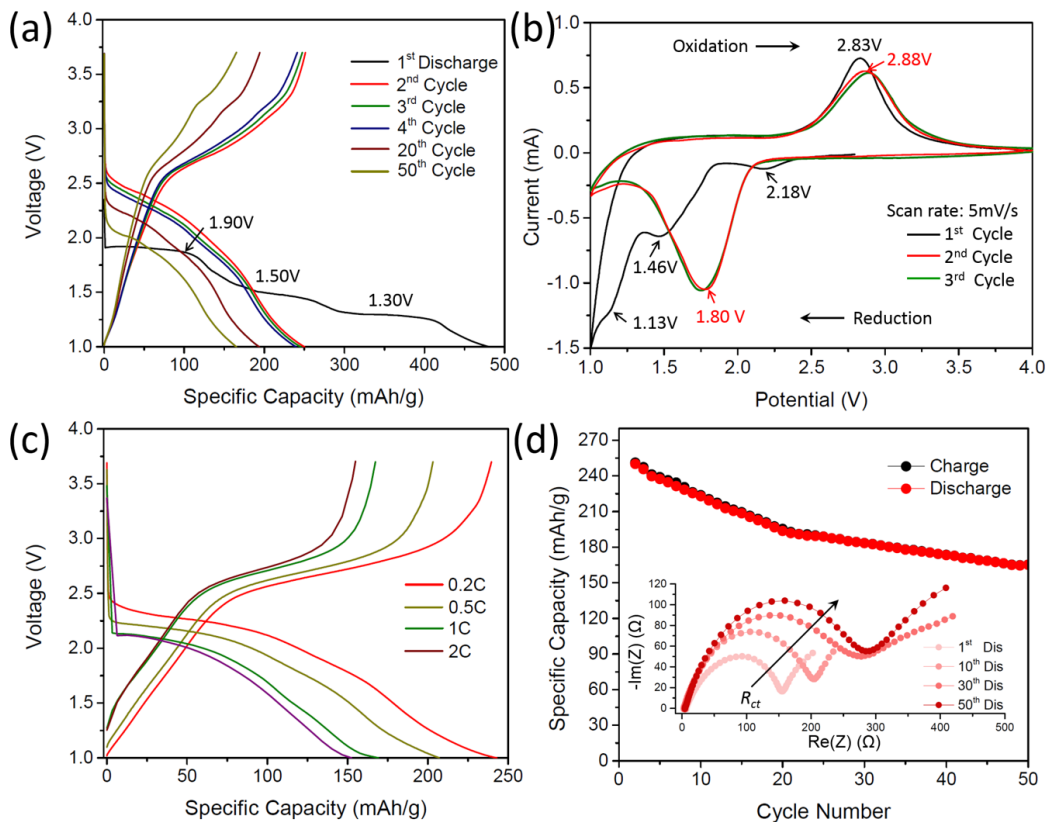 (a)
4.0
3.5
3.0
2.5
2.0
1.5
1.0
Voltage (V)
1st Discharge
2nd Cycle
3rd Cycle
4th Cycle
20th Cycle
50th Cycle
1.90V
1.50V
1.30V
0 100 200 300 400 500
Specific Capacity (mAh/g)
(b)
1.0
0.5
0.0
-0.5
-1.0
-1.5
Current (mA)
Oxidation
2.83V
2.88V
2.18V
1.46V
1.13V
1.80 V
Scan rate: 5mV/s
1st Cycle
2nd Cycle
3rd Cycle
Reduction
1.0 1.5 2.0 2.5 3.0 3.5 4.0
Potential (V)
(c)
4.0
3.5
3.0
2.5
2.0
1.5
1.0
Voltage (V)
0.2C
0.5C
1C
2C
0 50 100 150 200 250
Specific Capacity (mAh/g)
(d)
270
240
210
180
150
120
90
60
30
0
Specific Capacity (mAh/g)
Charge
Discharge
120
100
80
60
40
20
0
-Im(Z) (Ω)
Rct
1st Dis
10th Dis
30th Dis
50th Dis
0 100 200 300 400 500
Re(Z) (Ω)
0 10 20 30 40 50
Cycle Number